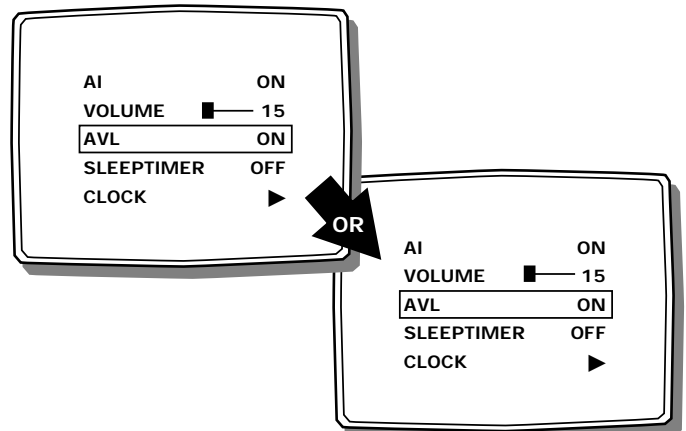 AI ON
VOLUME 15
AVL ON
SLEEPTIMER OFF
CLOCK
OR
AI ON
VOLUME 15
AVL ON
SLEEPTIMER OFF
CLOCK